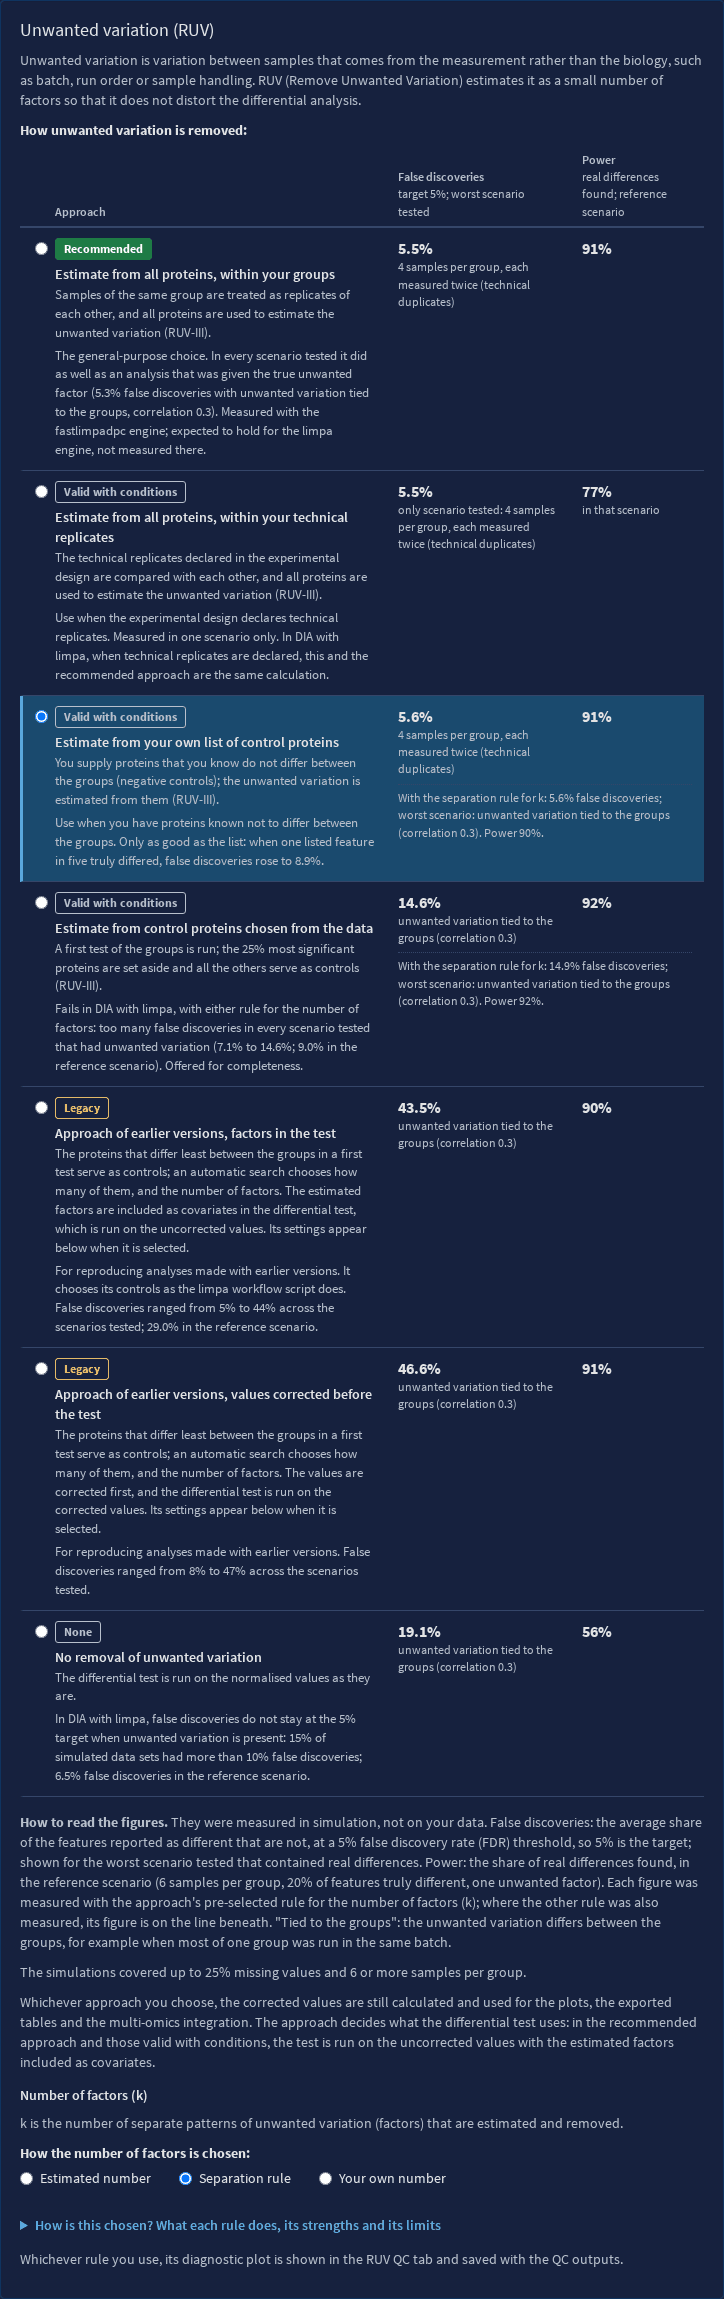 Unwanted variation (RUV)
Unwanted variation is variation between samples that comes from the measurement rather than the biology, such
as batch, run order or sample handling. RUV (Remove Unwanted Variation) estimates it as a small number of
factors so that it does not distort the differential analysis.
How unwanted variation is removed:
Approach
False discoveries
target 5%; worst scenario
tested
Power
real differences
found; reference
scenario
Recommended
Estimate from all proteins, within your groups
Samples of the same group are treated as replicates of
each other, and all proteins are used to estimate the
unwanted variation (RUV-III).
The general-purpose choice. In every scenario tested it did
as well as an analysis that was given the true unwanted
factor (5.3% false discoveries with unwanted variation tied
to the groups, correlation 0.3). Measured with the
fastlimpadpc engine; expected to hold for the limpa
engine, not measured there.
5.5%
4 samples per group, each
measured twice (technical
duplicates)
91%
Valid with conditions
Estimate from all proteins, within your technical
replicates
The technical replicates declared in the experimental
design are compared with each other, and all proteins are
used to estimate the unwanted variation (RUV-III).
Use when the experimental design declares technical
replicates. Measured in one scenario only. In DIA with
limpa, when technical replicates are declared, this and the
recommended approach are the same calculation.
5.5%
only scenario tested: 4 samples
per group, each measured
twice (technical duplicates)
77%
in that scenario
Valid with conditions
Estimate from your own list of control proteins
You supply proteins that you know do not differ between
the groups (negative controls); the unwanted variation is
estimated from them (RUV-III).
Use when you have proteins known not to differ between
the groups. Only as good as the list: when one listed feature
in five truly differed, false discoveries rose to 8.9%.
5.6%
4 samples per group, each
measured twice (technical
duplicates)
91%
With the separation rule for k: 5.6% false discoveries;
worst scenario: unwanted variation tied to the groups
(correlation 0.3). Power 90%.
Valid with conditions
Estimate from control proteins chosen from the data
A first test of the groups is run; the 25% most significant
proteins are set aside and all the others serve as controls
(RUV-III).
Fails in DIA with limpa, with either rule for the number of
factors: too many false discoveries in every scenario tested
that had unwanted variation (7.1% to 14.6%; 9.0% in the
reference scenario). Offered for completeness.
14.6%
unwanted variation tied to the
groups (correlation 0.3)
92%
With the separation rule for k: 14.9% false discoveries;
worst scenario: unwanted variation tied to the groups
(correlation 0.3). Power 92%.
Legacy
Approach of earlier versions, factors in the test
The proteins that differ least between the groups in a first
test serve as controls; an automatic search chooses how
many of them, and the number of factors. The estimated
factors are included as covariates in the differential test,
which is run on the uncorrected values. Its settings appear
below when it is selected.
For reproducing analyses made with earlier versions. It
chooses its controls as the limpa workflow script does.
False discoveries ranged from 5% to 44% across the
scenarios tested; 29.0% in the reference scenario.
43.5%
unwanted variation tied to the
groups (correlation 0.3)
90%
Legacy
Approach of earlier versions, values corrected before
the test
The proteins that differ least between the groups in a first
test serve as controls; an automatic search chooses how
many of them, and the number of factors. The values are
corrected first, and the differential test is run on the
corrected values. Its settings appear below when it is
selected.
For reproducing analyses made with earlier versions. False
discoveries ranged from 8% to 47% across the scenarios
tested.
46.6%
unwanted variation tied to the
groups (correlation 0.3)
91%
None
No removal of unwanted variation
The differential test is run on the normalised values as they
are.
In DIA with limpa, false discoveries do not stay at the 5%
target when unwanted variation is present: 15% of
simulated data sets had more than 10% false discoveries;
6.5% false discoveries in the reference scenario.
19.1%
unwanted variation tied to the
groups (correlation 0.3)
56%
How to read the figures. They were measured in simulation, not on your data. False discoveries: the average share
of the features reported as different that are not, at a 5% false discovery rate (FDR) threshold, so 5% is the target;
shown for the worst scenario tested that contained real differences. Power: the share of real differences found, in
the reference scenario (6 samples per group, 20% of features truly different, one unwanted factor). Each figure was
measured with the approach's pre-selected rule for the number of factors (k); where the other rule was also
measured, its figure is on the line beneath. "Tied to the groups": the unwanted variation differs between the
groups, for example when most of one group was run in the same batch.
The simulations covered up to 25% missing values and 6 or more samples per group.
Whichever approach you choose, the corrected values are still calculated and used for the plots, the exported
tables and the multi-omics integration. The approach decides what the differential test uses: in the recommended
approach and those valid with conditions, the test is run on the uncorrected values with the estimated factors
included as covariates.
Number of factors (k)
k is the number of separate patterns of unwanted variation (factors) that are estimated and removed.
How the number of factors is chosen:
Estimated number
Separation rule
Your own number
How is this chosen? What each rule does, its strengths and its limits
Whichever rule you use, its diagnostic plot is shown in the RUV QC tab and saved with the QC outputs.